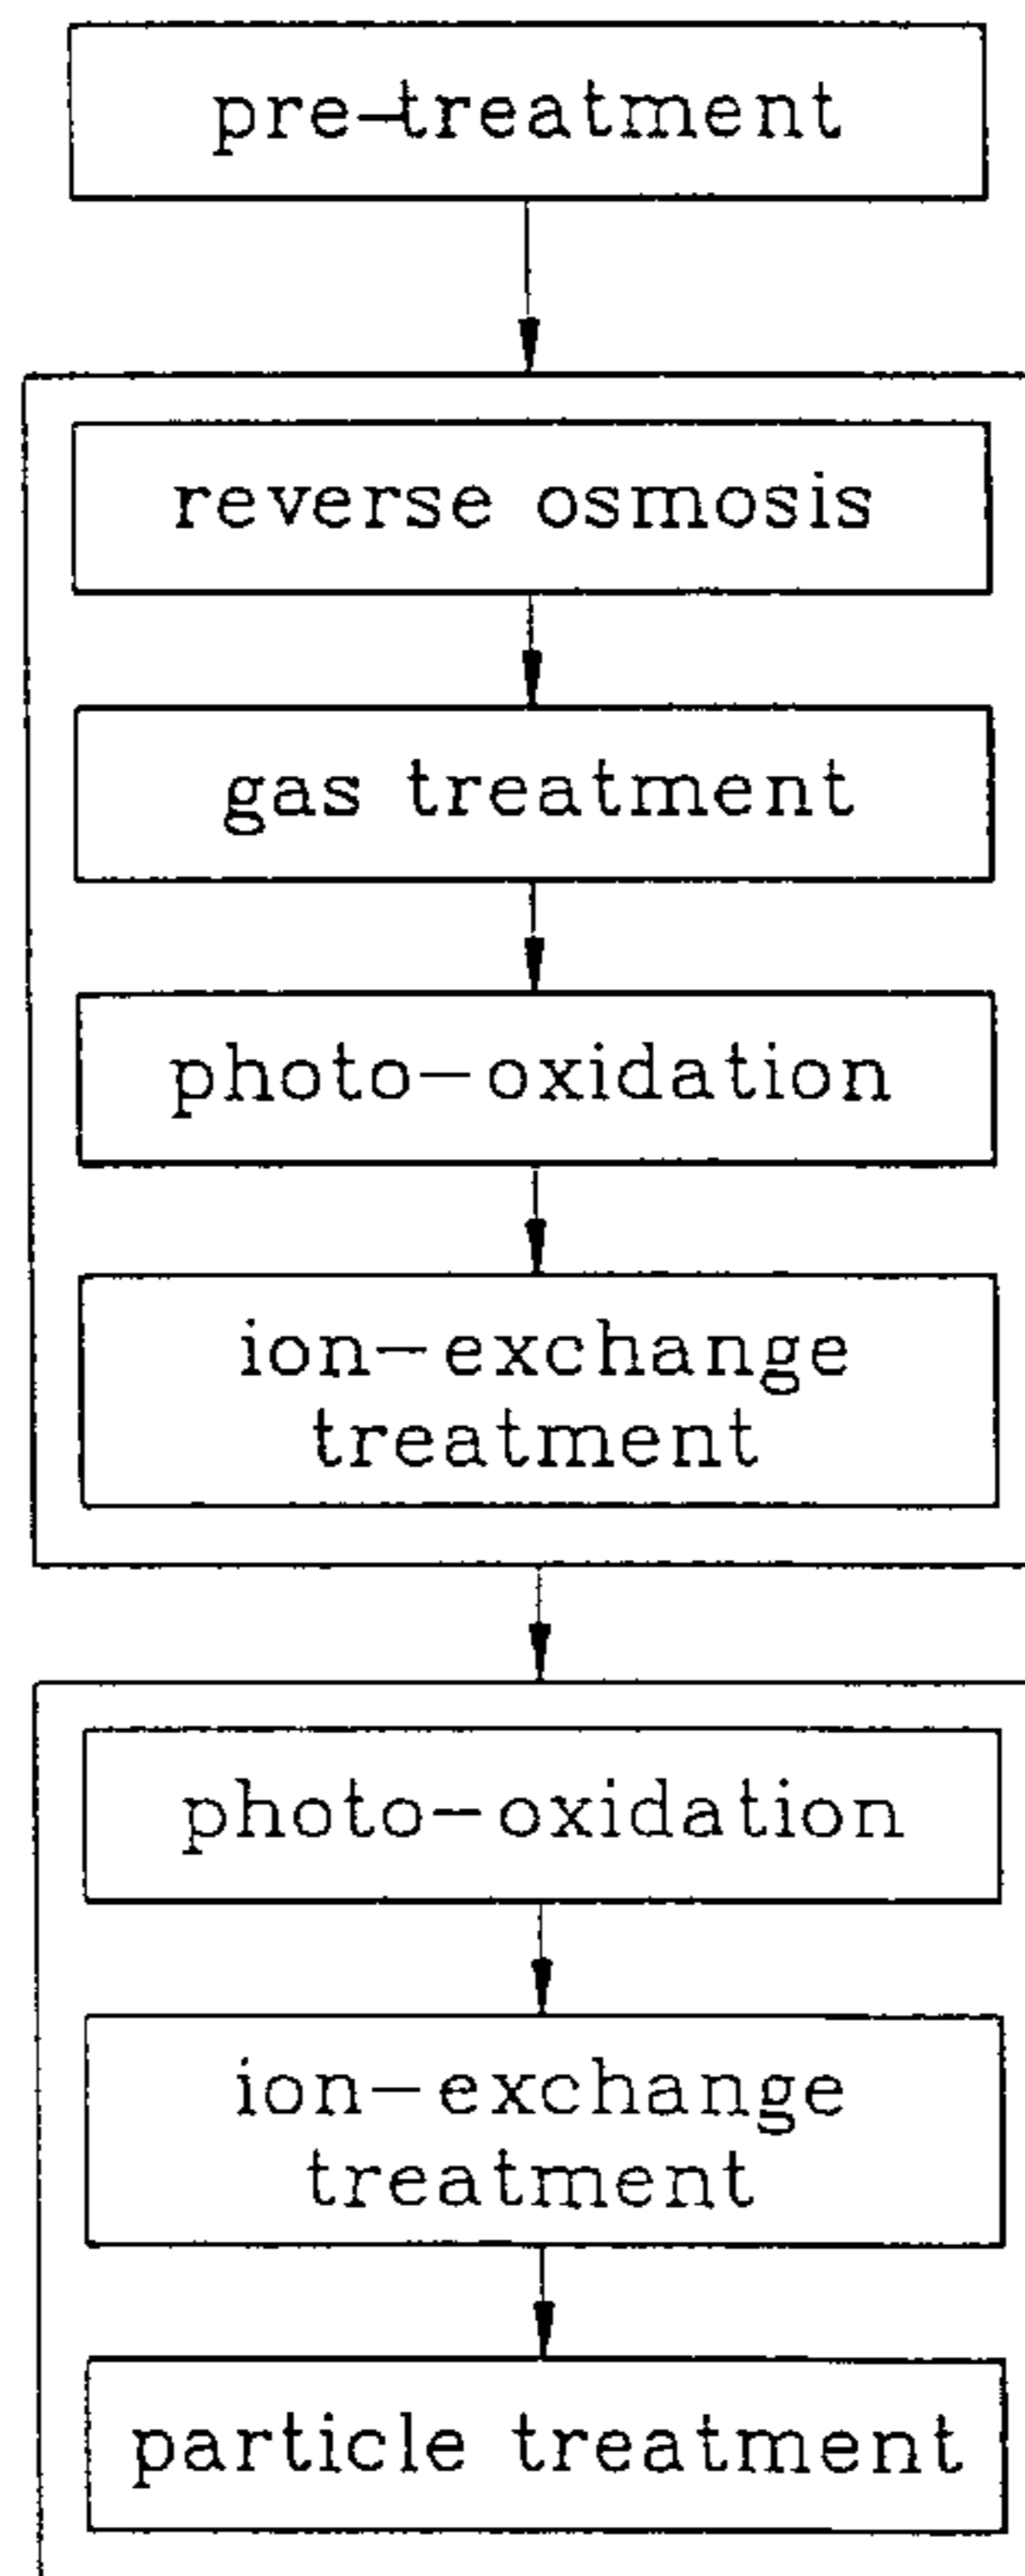 pre-treatment
reverse osmosis
gas treatment
photo-oxidation
ion-exchange
treatment
photo-oxidation
ion-exchange
treatment
particle treatment